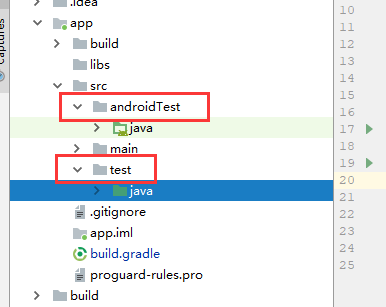 .idea
Captures
app
build
libs
src
androidTest
java
main
test
java
.gitignore
app.iml
build.gradle
proguard-rules.pro
build
10
11
12
13
14
15
16
17
18
19
20
21
22
23
24
25